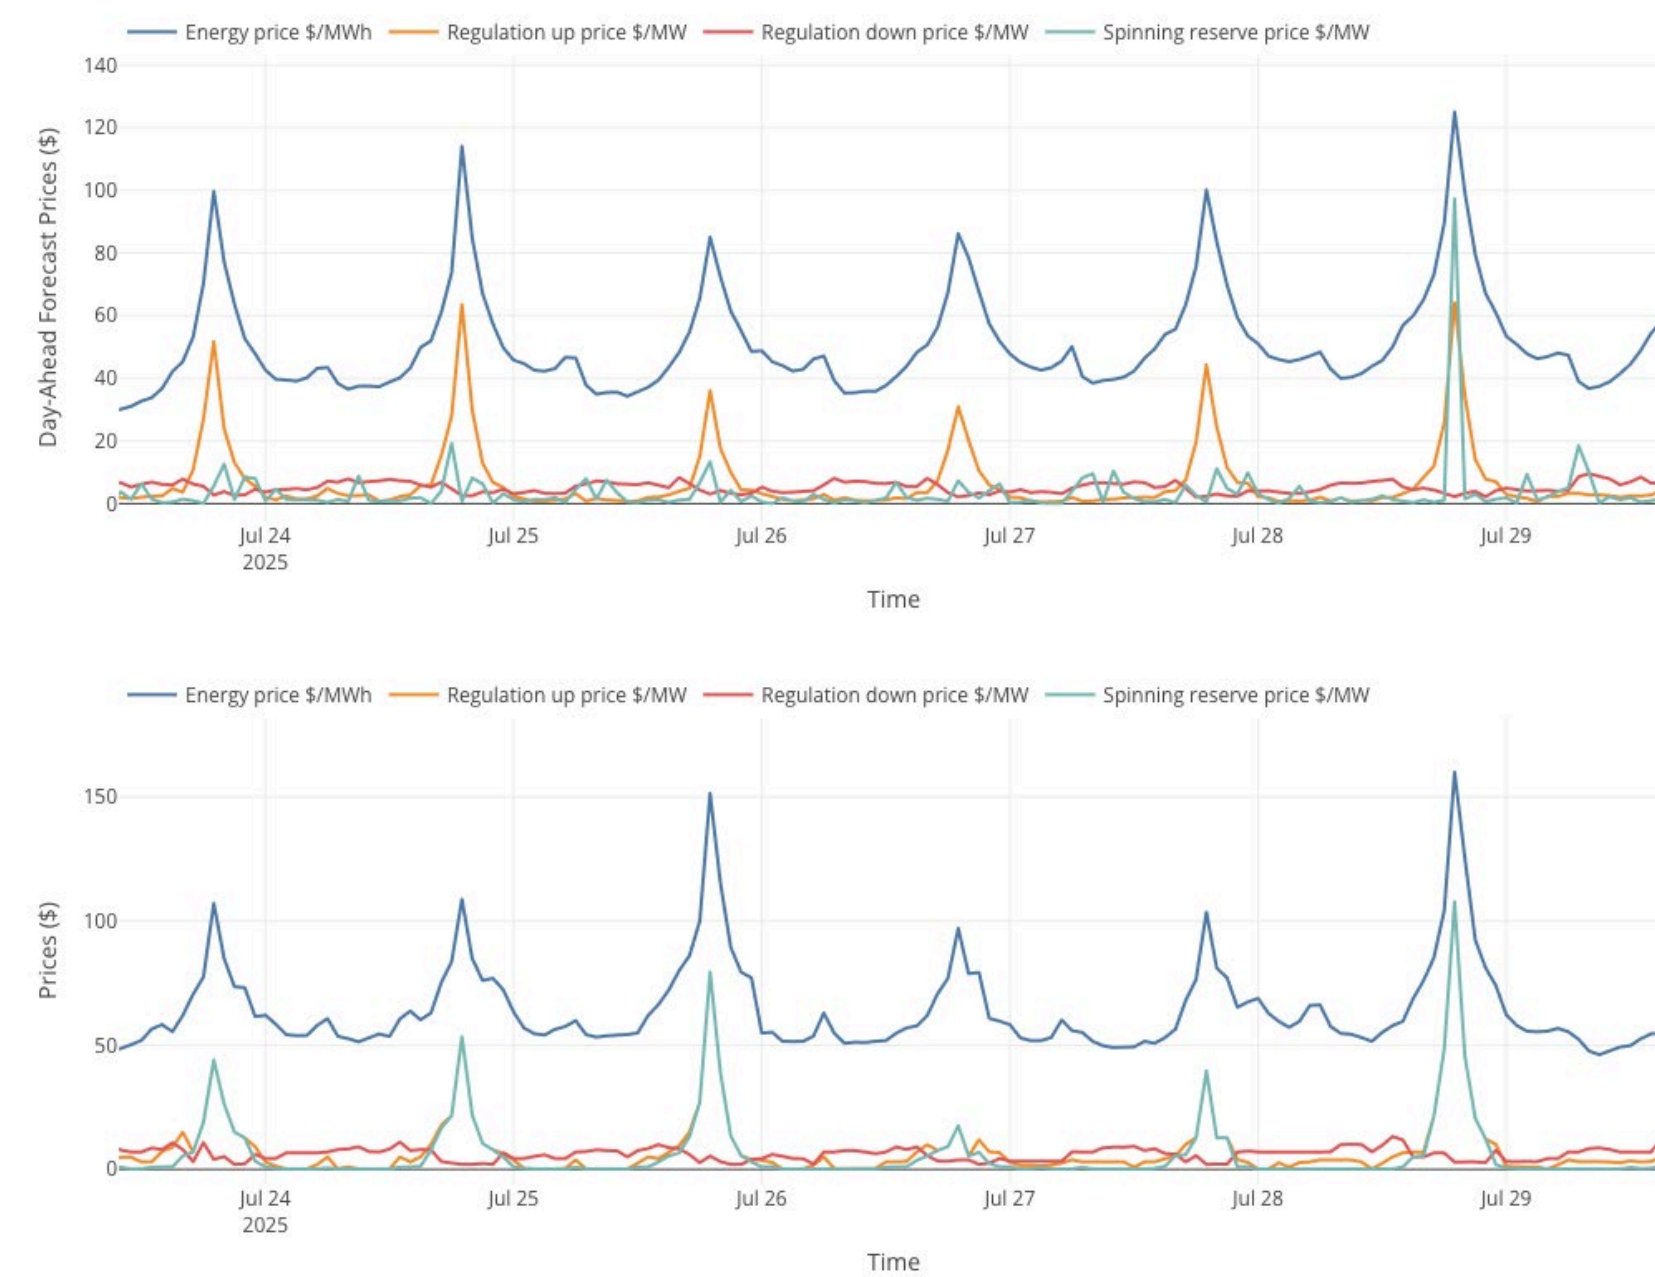 Energy price $/MWh Regulation up price $/MW Regulation down price $/MW Spinning reserve price $/MW
Day-Ahead Forecast Prices ($)
140
120
100
80
60
40
20
0
Jul 24 Jul 25 Jul 26 Jul 27 Jul 28 Jul 29
2025
Time
Energy price $/MWh Regulation up price $/MW Regulation down price $/MW Spinning reserve price $/MW
Prices ($)
150
100
50
0
Jul 24 Jul 25 Jul 26 Jul 27 Jul 28 Jul 29
2025
Time